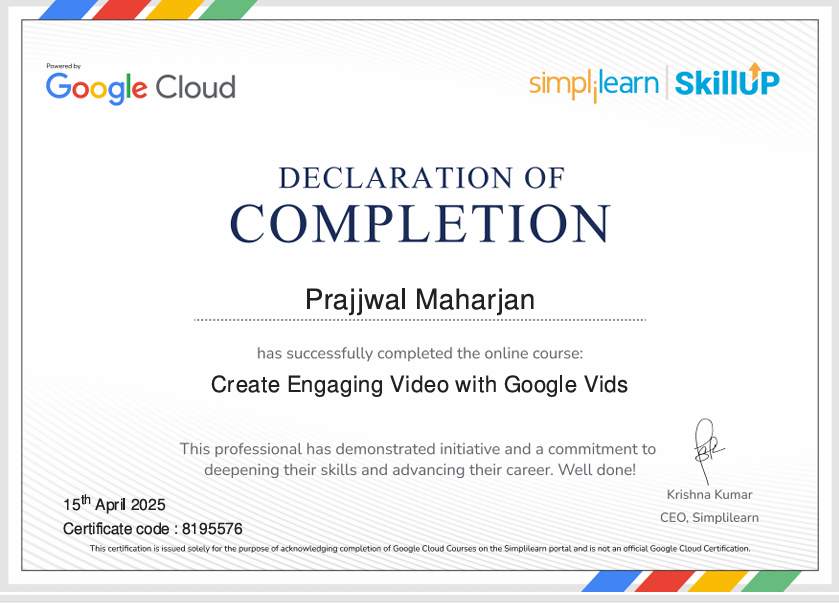 Powered by
Google Cloud
simplilearn | SkillUP
DECLARATION OF
COMPLETION
Prajjwal Maharjan
has successfully completed the online course:
Create Engaging Video with Google Vids
This professional has demonstrated initiative and a commitment to
deepening their skills and advancing their career. Well done!
Krishna Kumar
CEO, Simplilearn
15th April 2025
Certificate code : 8195576
This certification is issued solely for the purpose of acknowledging completion of Google Cloud Courses on the Simplilearn portal and is not an official Google Cloud Certification.